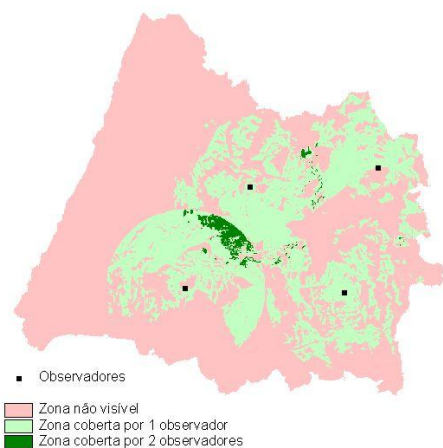 Observadores
Zona não visível
Zona coberta por 1 observador
Zona coberta por 2 observadores